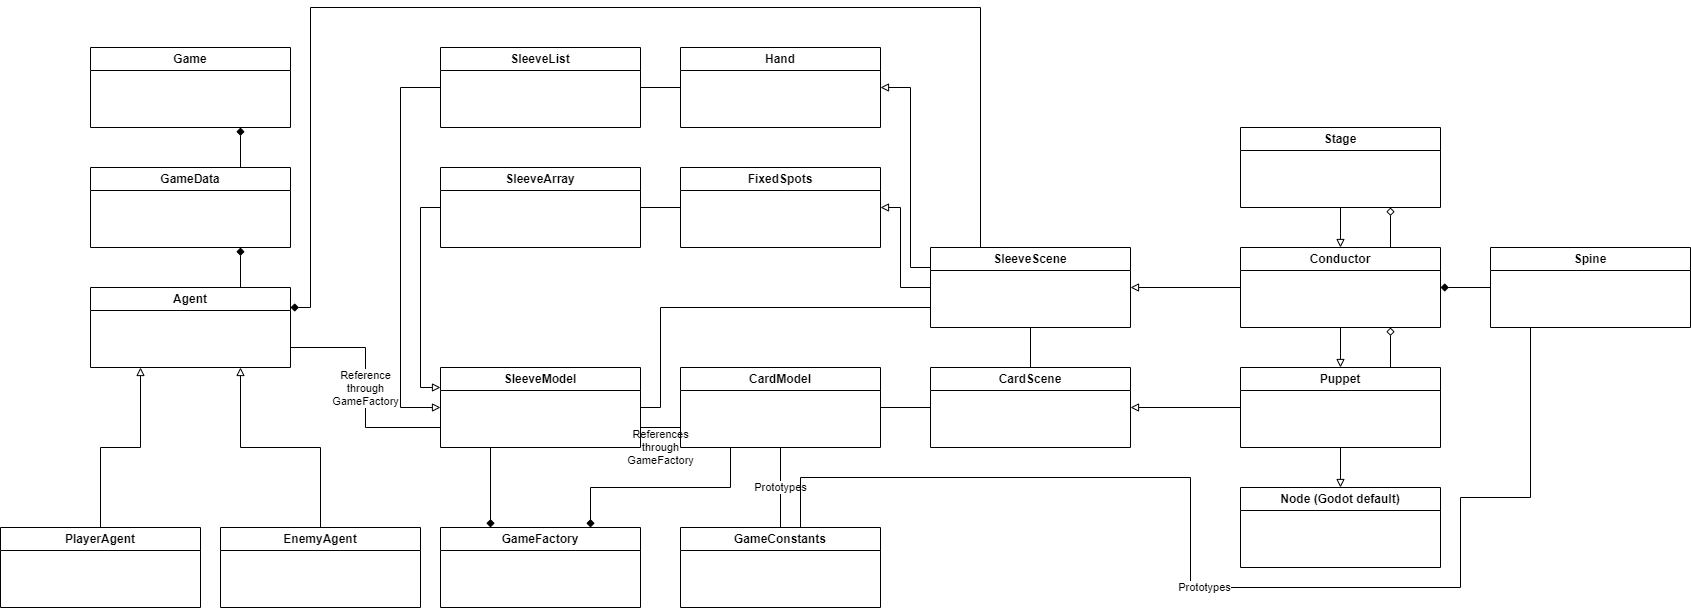 Game
SleeveList
Hand
Stage
GameData
SleeveArray
FixedSpots
SleeveScene
Conductor
Spine
Agent
Reference
through
GameFactory
SleeveModel
CardModel
CardScene
Puppet
References
through
GameFactory
Prototypes
Node (Godot default)
PlayerAgent
EnemyAgent
GameFactory
GameConstants
Prototypes